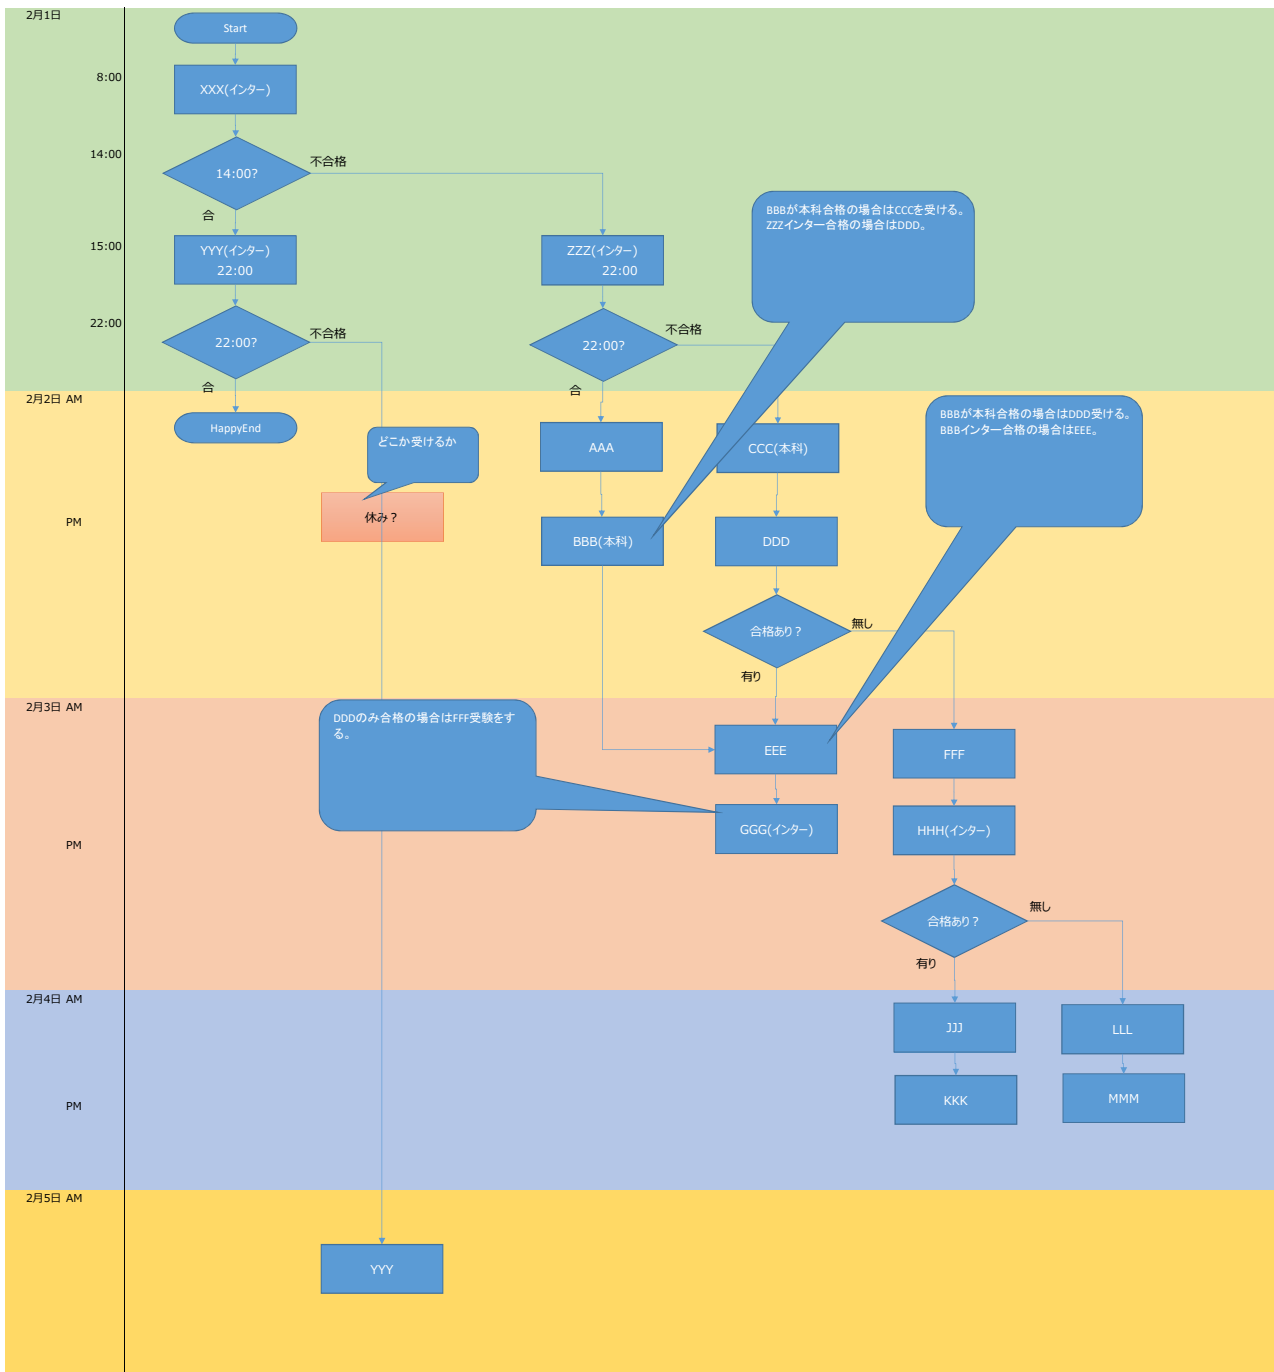 2月1日
Start
8:00
XXX(インター)
14:00
14:00?
不合格
合
BBBが本科合格の場合はCCCを受ける。
ZZZインター合格の場合はDDD。
15:00
YYY(インター)
22:00
ZZZ(インター)
22:00
22:00
22:00?
不合格
22:00?
不合格
合
合
2月2日 AM
HappyEnd
どこか受けるか
AAA
CCC(本科)
BBBが本科合格の場合はDDD受ける。
BBBインター合格の場合はEEE。
PM
休み？
BBB(本科)
DDD
合格あり？
無し
有り
2月3日 AM
DDDのみ合格の場合はFFF受験をす
る。
EEE
FFF
GGG(インター)
HHH(インター)
PM
合格あり？
無し
有り
2月4日 AM
JJJ
LLL
PM
KKK
MMM
2月5日 AM
YYY